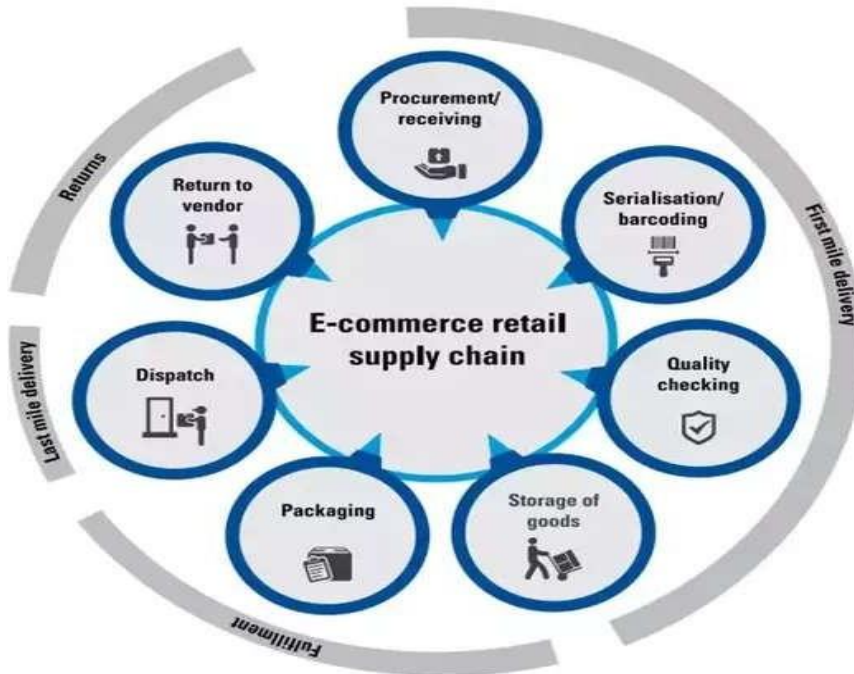 Procurement/
receiving
Serialisation/
barcoding
Quality
checking
Storage of
goods
Packaging
Dispatch
Return to
vendor
E-commerce retail
supply chain
First mile delivery
Fulfillment
Last mile delivery
Returns